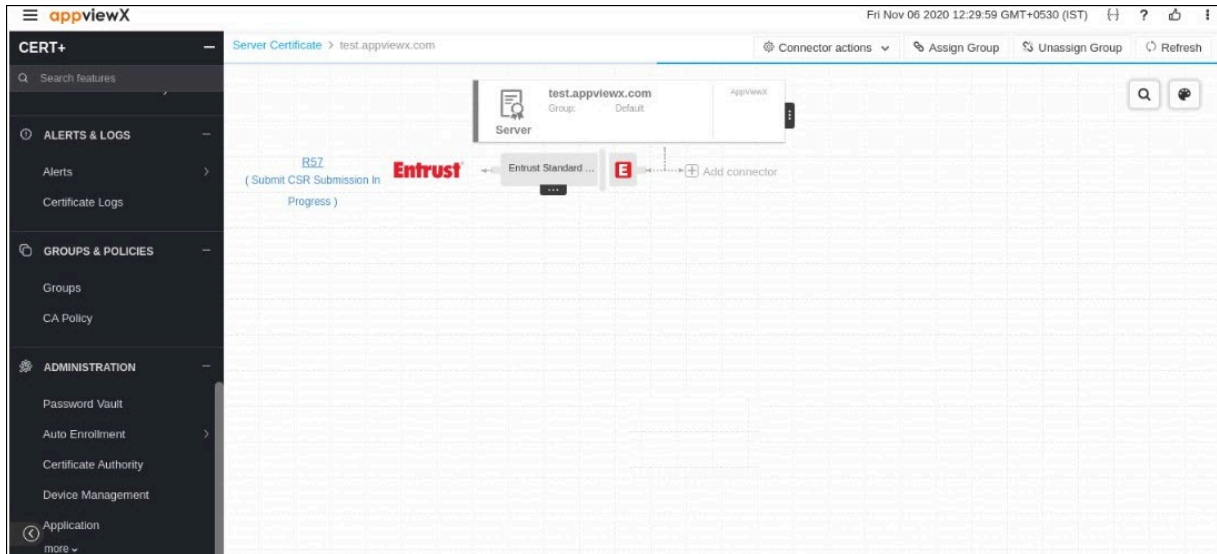 appviewX
Fri Nov 06 2020 12:29:59 GMT+0530 (IST)
CERT+
Server Certificate > test.appviewx.com
Connector actions
Assign Group
Unassign Group
Refresh
Search features
test.appviewx.com
Group: Default
AppViewX
Server
ALERTS & LOGS
Alerts
Certificate Logs
R57
( Submit CSR Submission In
Progress )
Entrust
Entrust Standard ...
E
Add connector
GROUPS & POLICIES
Groups
CA Policy
ADMINISTRATION
Password Vault
Auto Enrollment
Certificate Authority
Device Management
Application
more